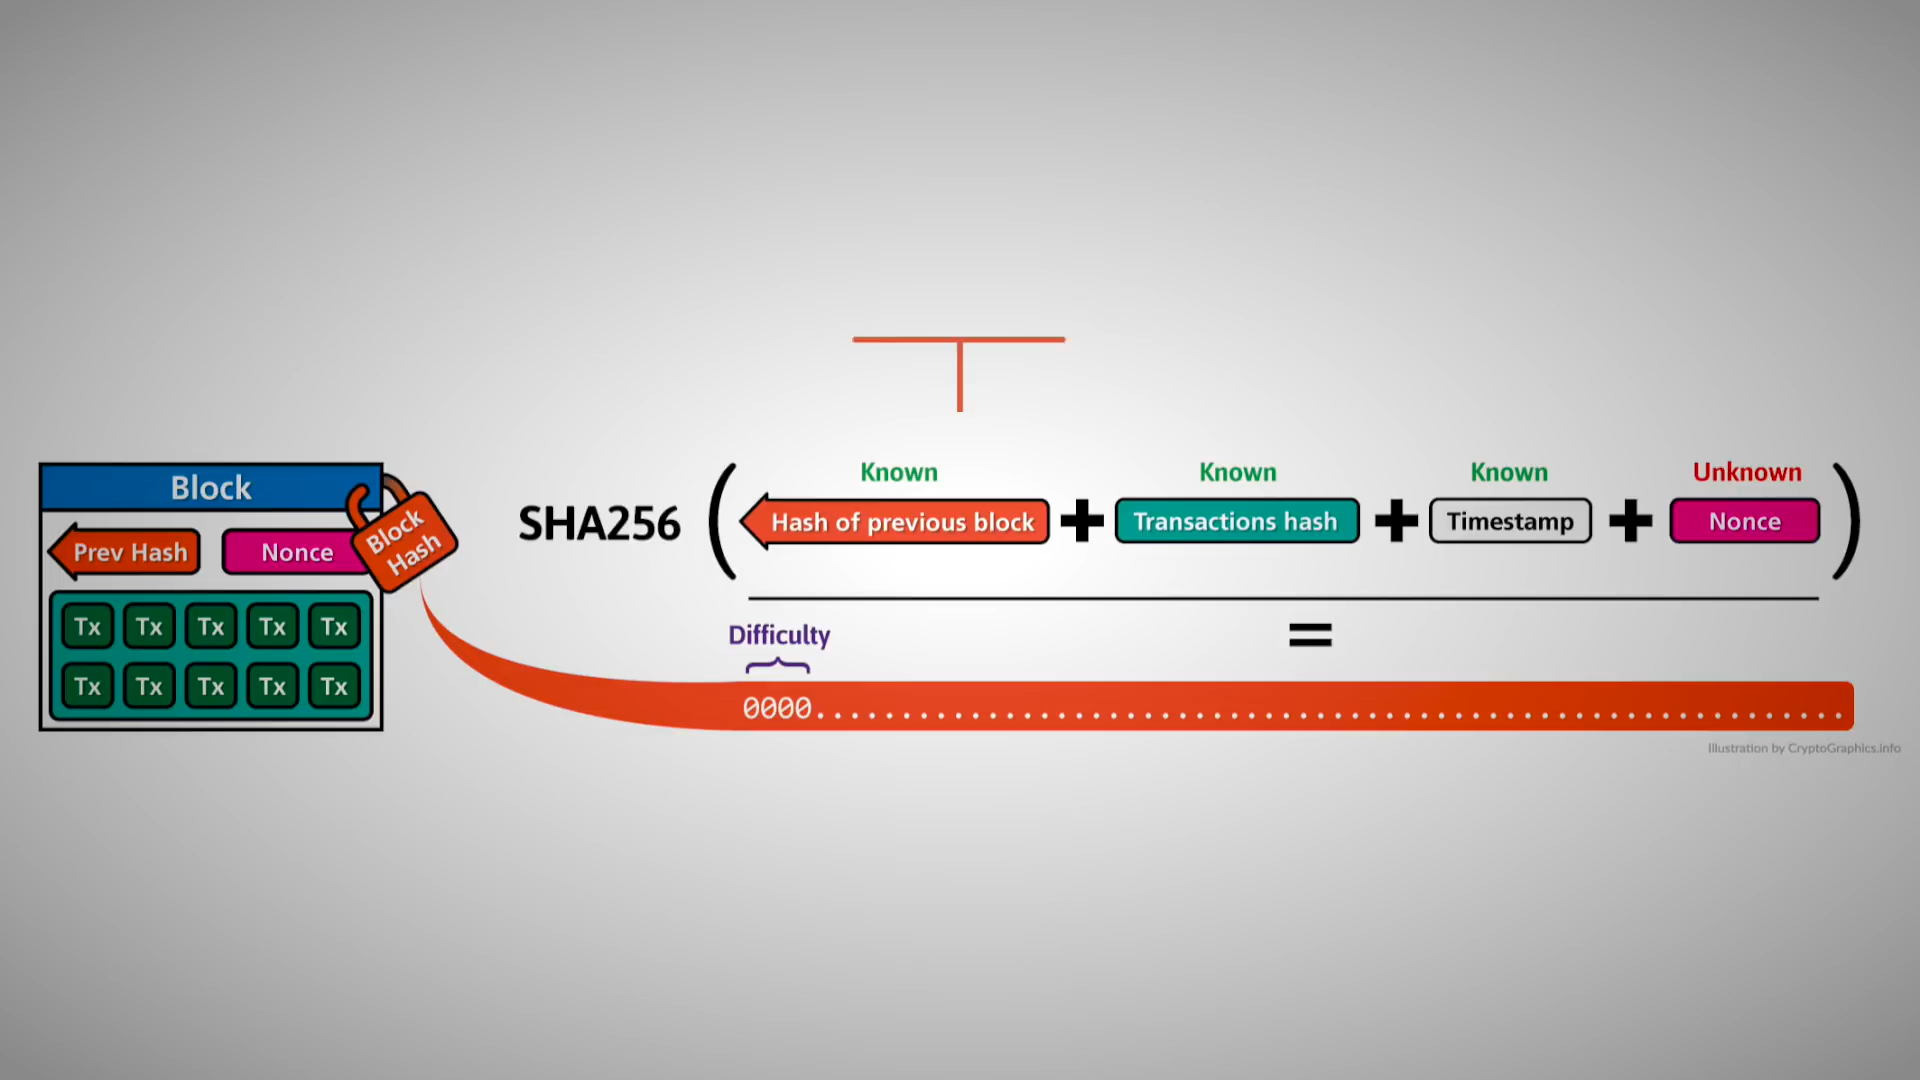 Block
Prev Hash
Nonce
Block
Hash
Tx Tx Tx Tx Tx
Tx Tx Tx Tx Tx
Known Known Known Unknown
SHA256 ( Hash of previous block + Transactions hash + Timestamp + Nonce )
=
Difficulty
0000............................................................
Illustration by CryptoGraphics.info